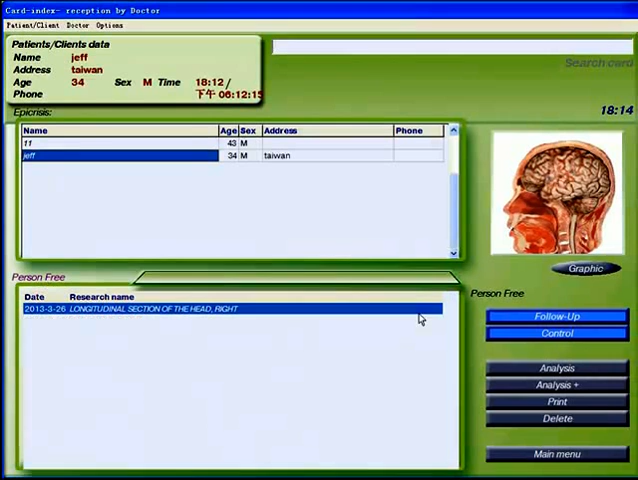 Card-index- reception by Doctor
Patient/Client Doctor Options
Patients/Clients data
Name jeff
Address taiwan
Age 34 Sex M Time 18:12/
Phone 下午 06:12:15
Search card
18:14
Epicrisis:
Name Age Sex Address Phone
11 43 M
jeff 34 M taiwan
Graphic
Person Free
Person Free
Date Research name
2013-3-26 LONGITUDINAL SECTION OF THE HEAD, RIGHT
Follow-Up
Control
Analysis
Analysis +
Print
Delete
Main menu